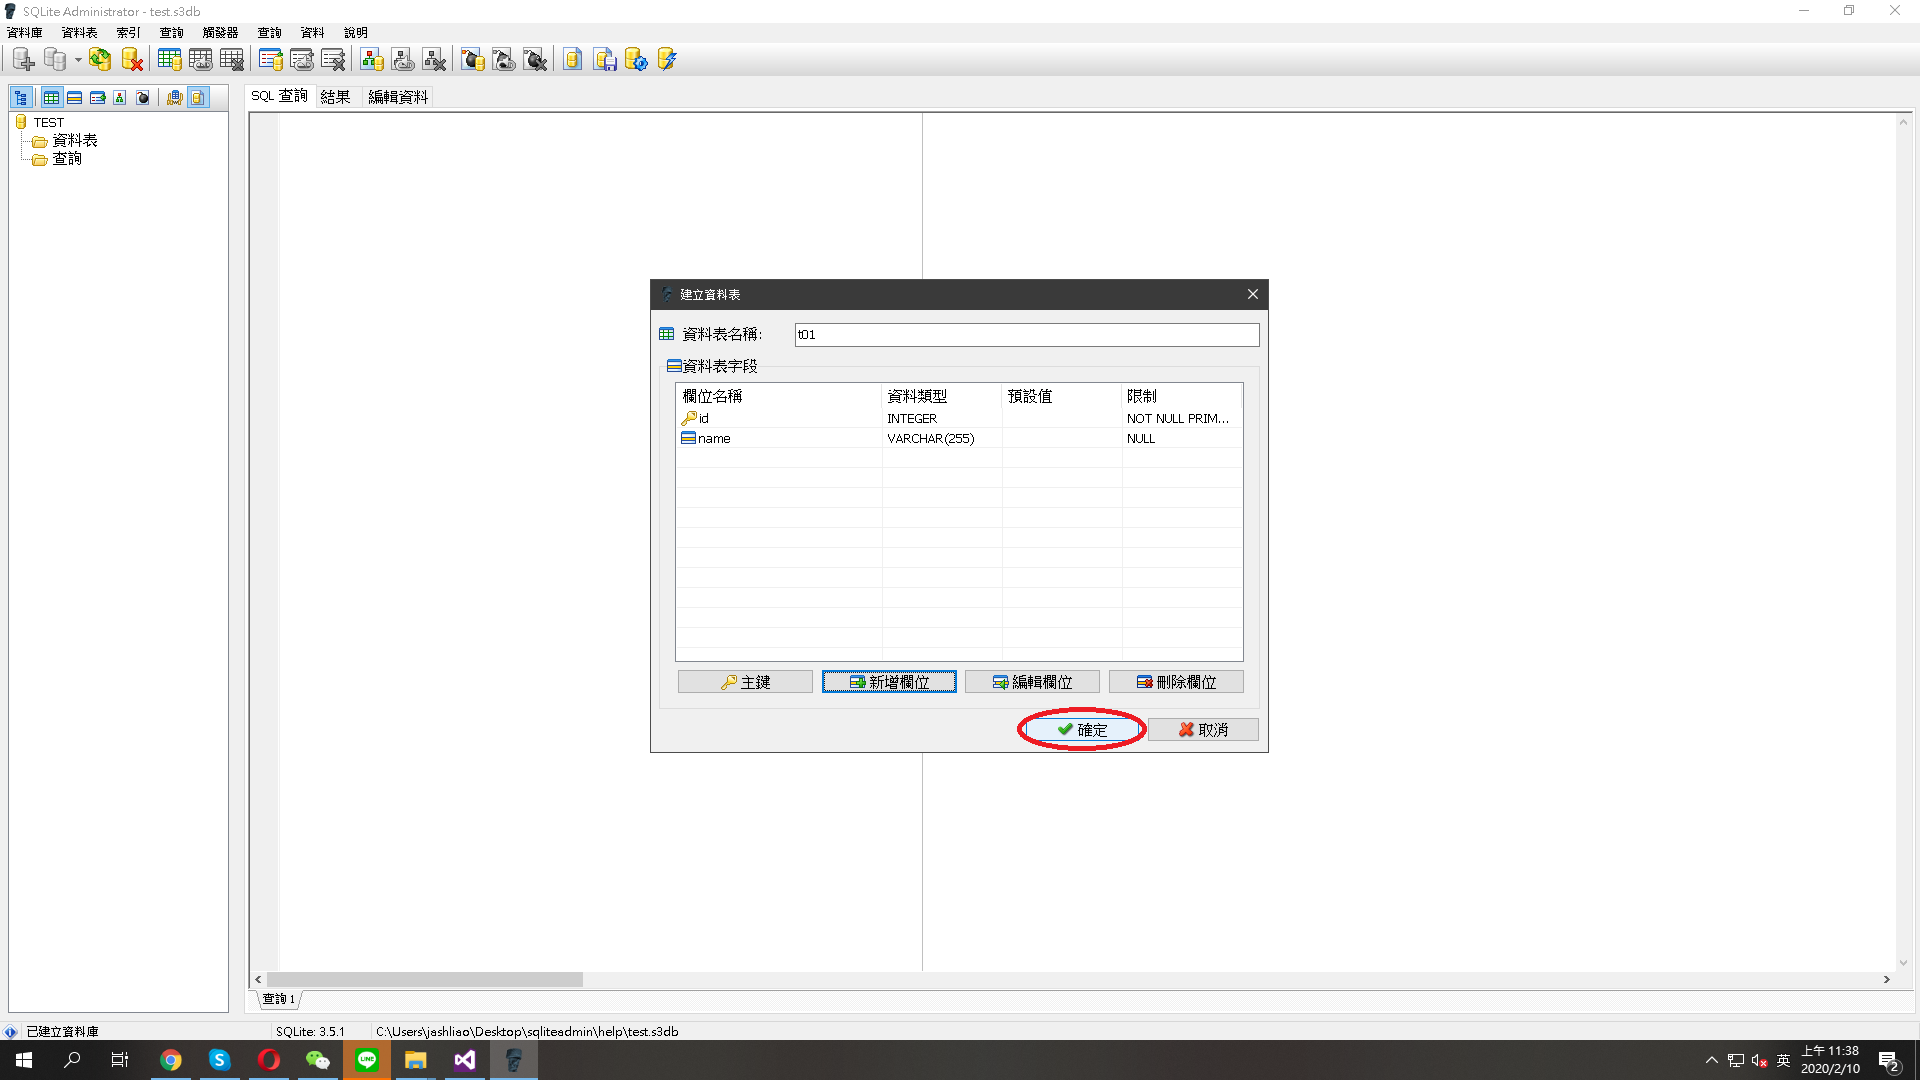 SQLite Administrator - test.s3db
資料庫 資料表 索引 查詢 觸發器 查詢 資料 說明
SQL 查詢 結果 編輯資料
TEST
資料表
查詢
建立資料表
資料表名稱: t01
資料表字段
欄位名稱 資料類型 預設值 限制
id INTEGER NOT NULL PRIM...
name VARCHAR(255) NULL
主鍵 新增欄位 編輯欄位 刪除欄位
確定 取消
查詢 1
已建立資料庫 SQLite: 3.5.1 C:\Users\jashliao\Desktop\sqliteadmin\help\test.s3db
LINE 英 上午 11:38
2020/2/10 2